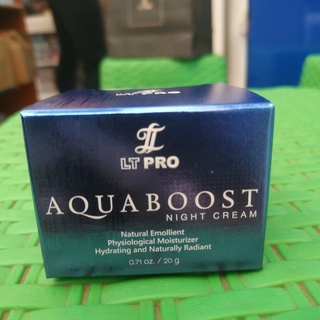 LT PRO
AQUABOOST
NIGHT CREAM
Natural Emollient
Physiological Moisturizer
Hydrating and Naturally Radiant
0.71 oz. / 20 g